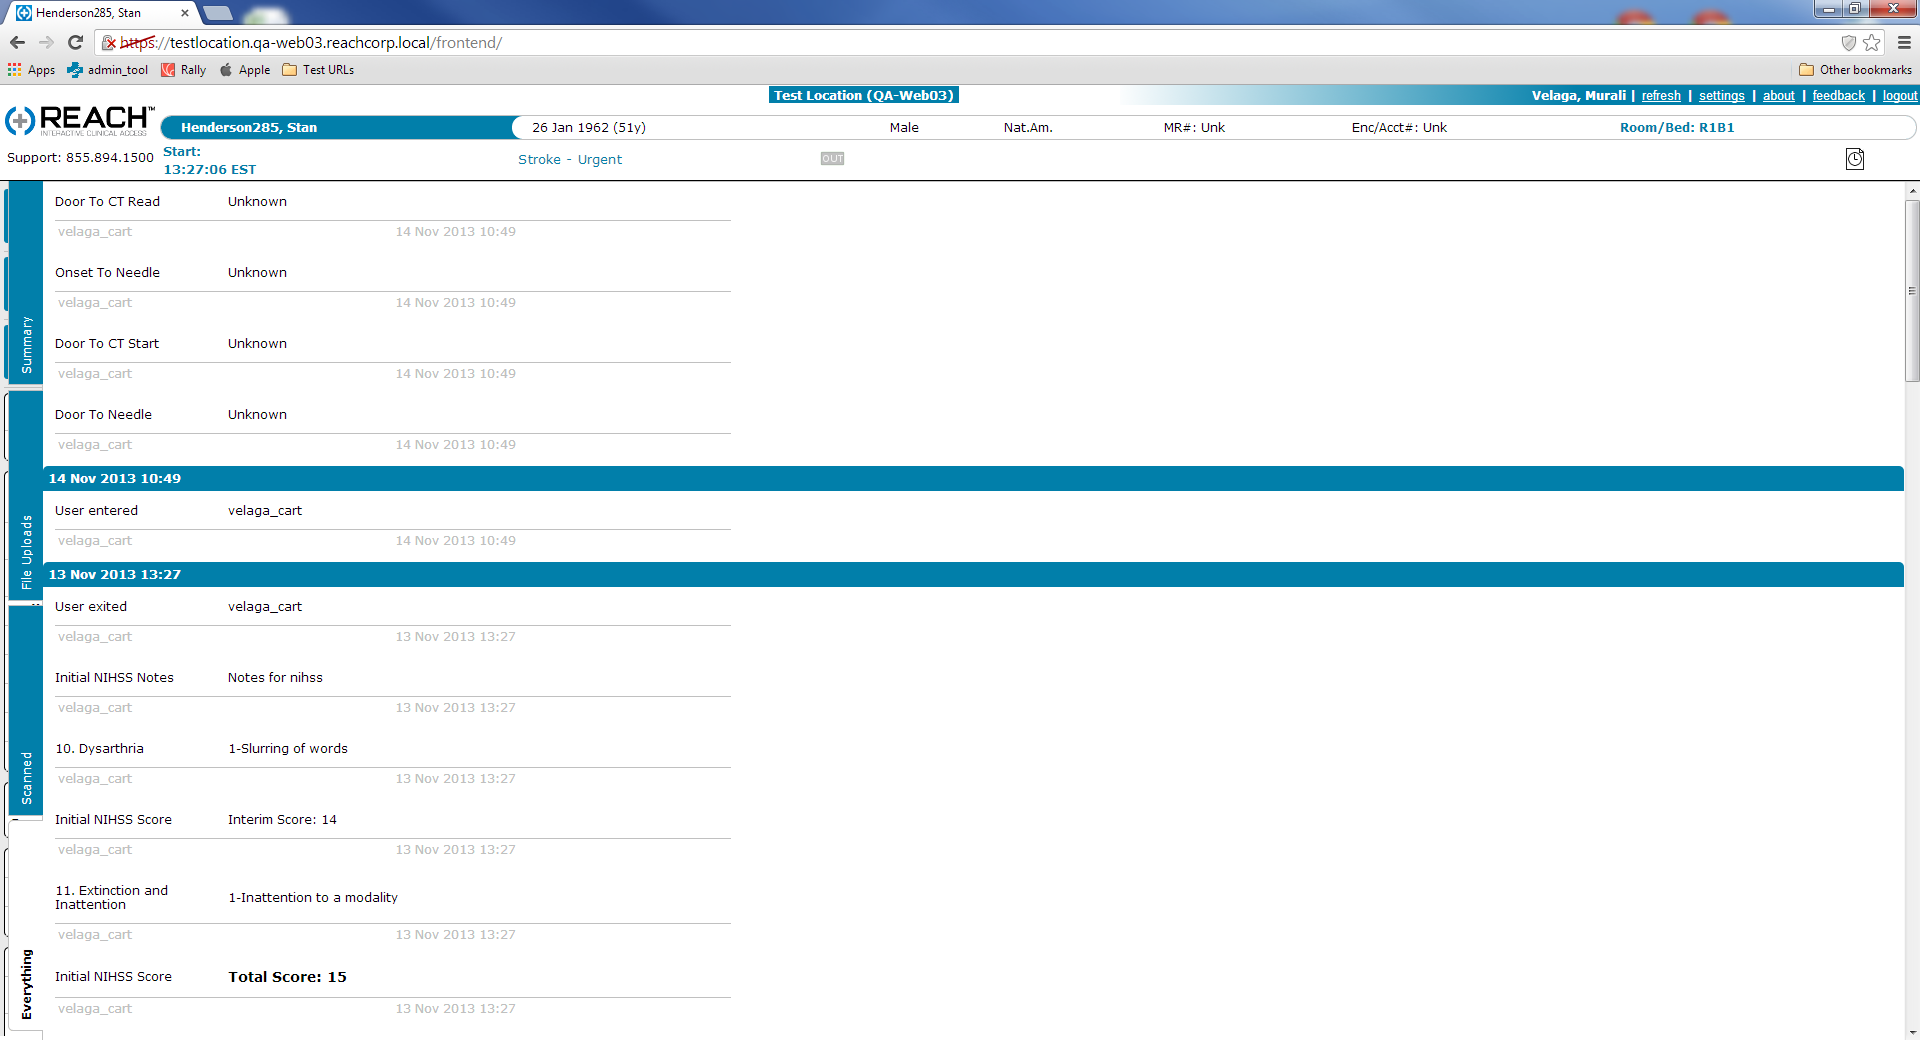 Henderson285, Stan
https://testlocation.qa-web03.reachcorp.local/frontend/
Apps admin_tool Rally Apple Test URLs Other bookmarks
Test Location (QA-Web03) Velaga, Murali | refresh | settings | about | feedback | logout
REACH™
INTERACTIVE CLINICAL ACCESS
Henderson285, Stan 26 Jan 1962 (51y) Male Nat.Am. MR#: Unk Enc/Acct#: Unk Room/Bed: R1B1
Support: 855.894.1500 Start:
13:27:06 EST Stroke - Urgent OUT
Summary
File Uploads
Scanned
Everything
Door To CT Read Unknown
velaga_cart 14 Nov 2013 10:49
Onset To Needle Unknown
velaga_cart 14 Nov 2013 10:49
Door To CT Start Unknown
velaga_cart 14 Nov 2013 10:49
Door To Needle Unknown
velaga_cart 14 Nov 2013 10:49
14 Nov 2013 10:49
User entered velaga_cart
velaga_cart 14 Nov 2013 10:49
13 Nov 2013 13:27
User exited velaga_cart
velaga_cart 13 Nov 2013 13:27
Initial NIHSS Notes Notes for nihss
velaga_cart 13 Nov 2013 13:27
10. Dysarthria 1-Slurring of words
velaga_cart 13 Nov 2013 13:27
Initial NIHSS Score Interim Score: 14
velaga_cart 13 Nov 2013 13:27
11. Extinction and
Inattention 1-Inattention to a modality
velaga_cart 13 Nov 2013 13:27
Initial NIHSS Score Total Score: 15
velaga_cart 13 Nov 2013 13:27